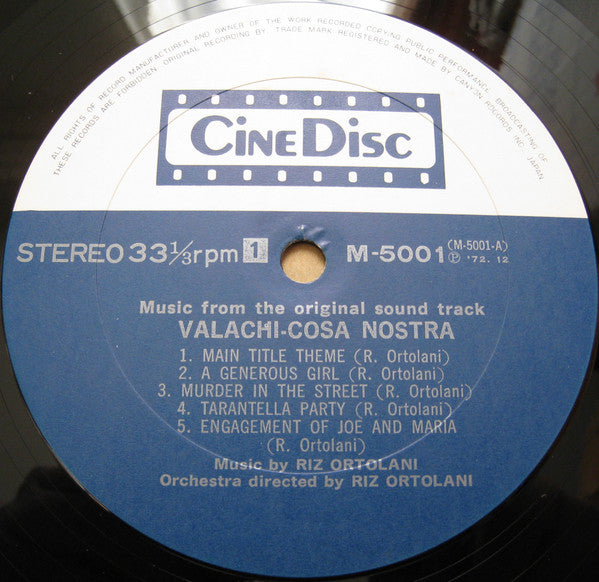 ALL RIGHTS OF RECORD MANUFACTURER AND OWNER OF THE WORK RECORDED COPYING PUBLIC PERFORMANCE BROADCASTING OF
THESE RECORDS ARE FORBIDDEN ORIGINAL RECORDING BY. TRADE MARK REGISTERED AND MADE BY CANYON RECORDS INC. JAPAN
CINEDISC
STEREO 33 1/3 rpm 1 M-5001 (M-5001-A)
Ⓟ '72. 12
Music from the original sound track
VALACHI-COSA NOSTRA
1. MAIN TITLE THEME (R. Ortolani)
2. A GENEROUS GIRL (R. Ortolani)
3. MURDER IN THE STREET (R. Ortolani)
4. TARANTELLA PARTY (R. Ortolani)
5. ENGAGEMENT OF JOE AND MARIA
(R. Ortolani)
Music by RIZ ORTOLANI
Orchestra directed by RIZ ORTOLANI